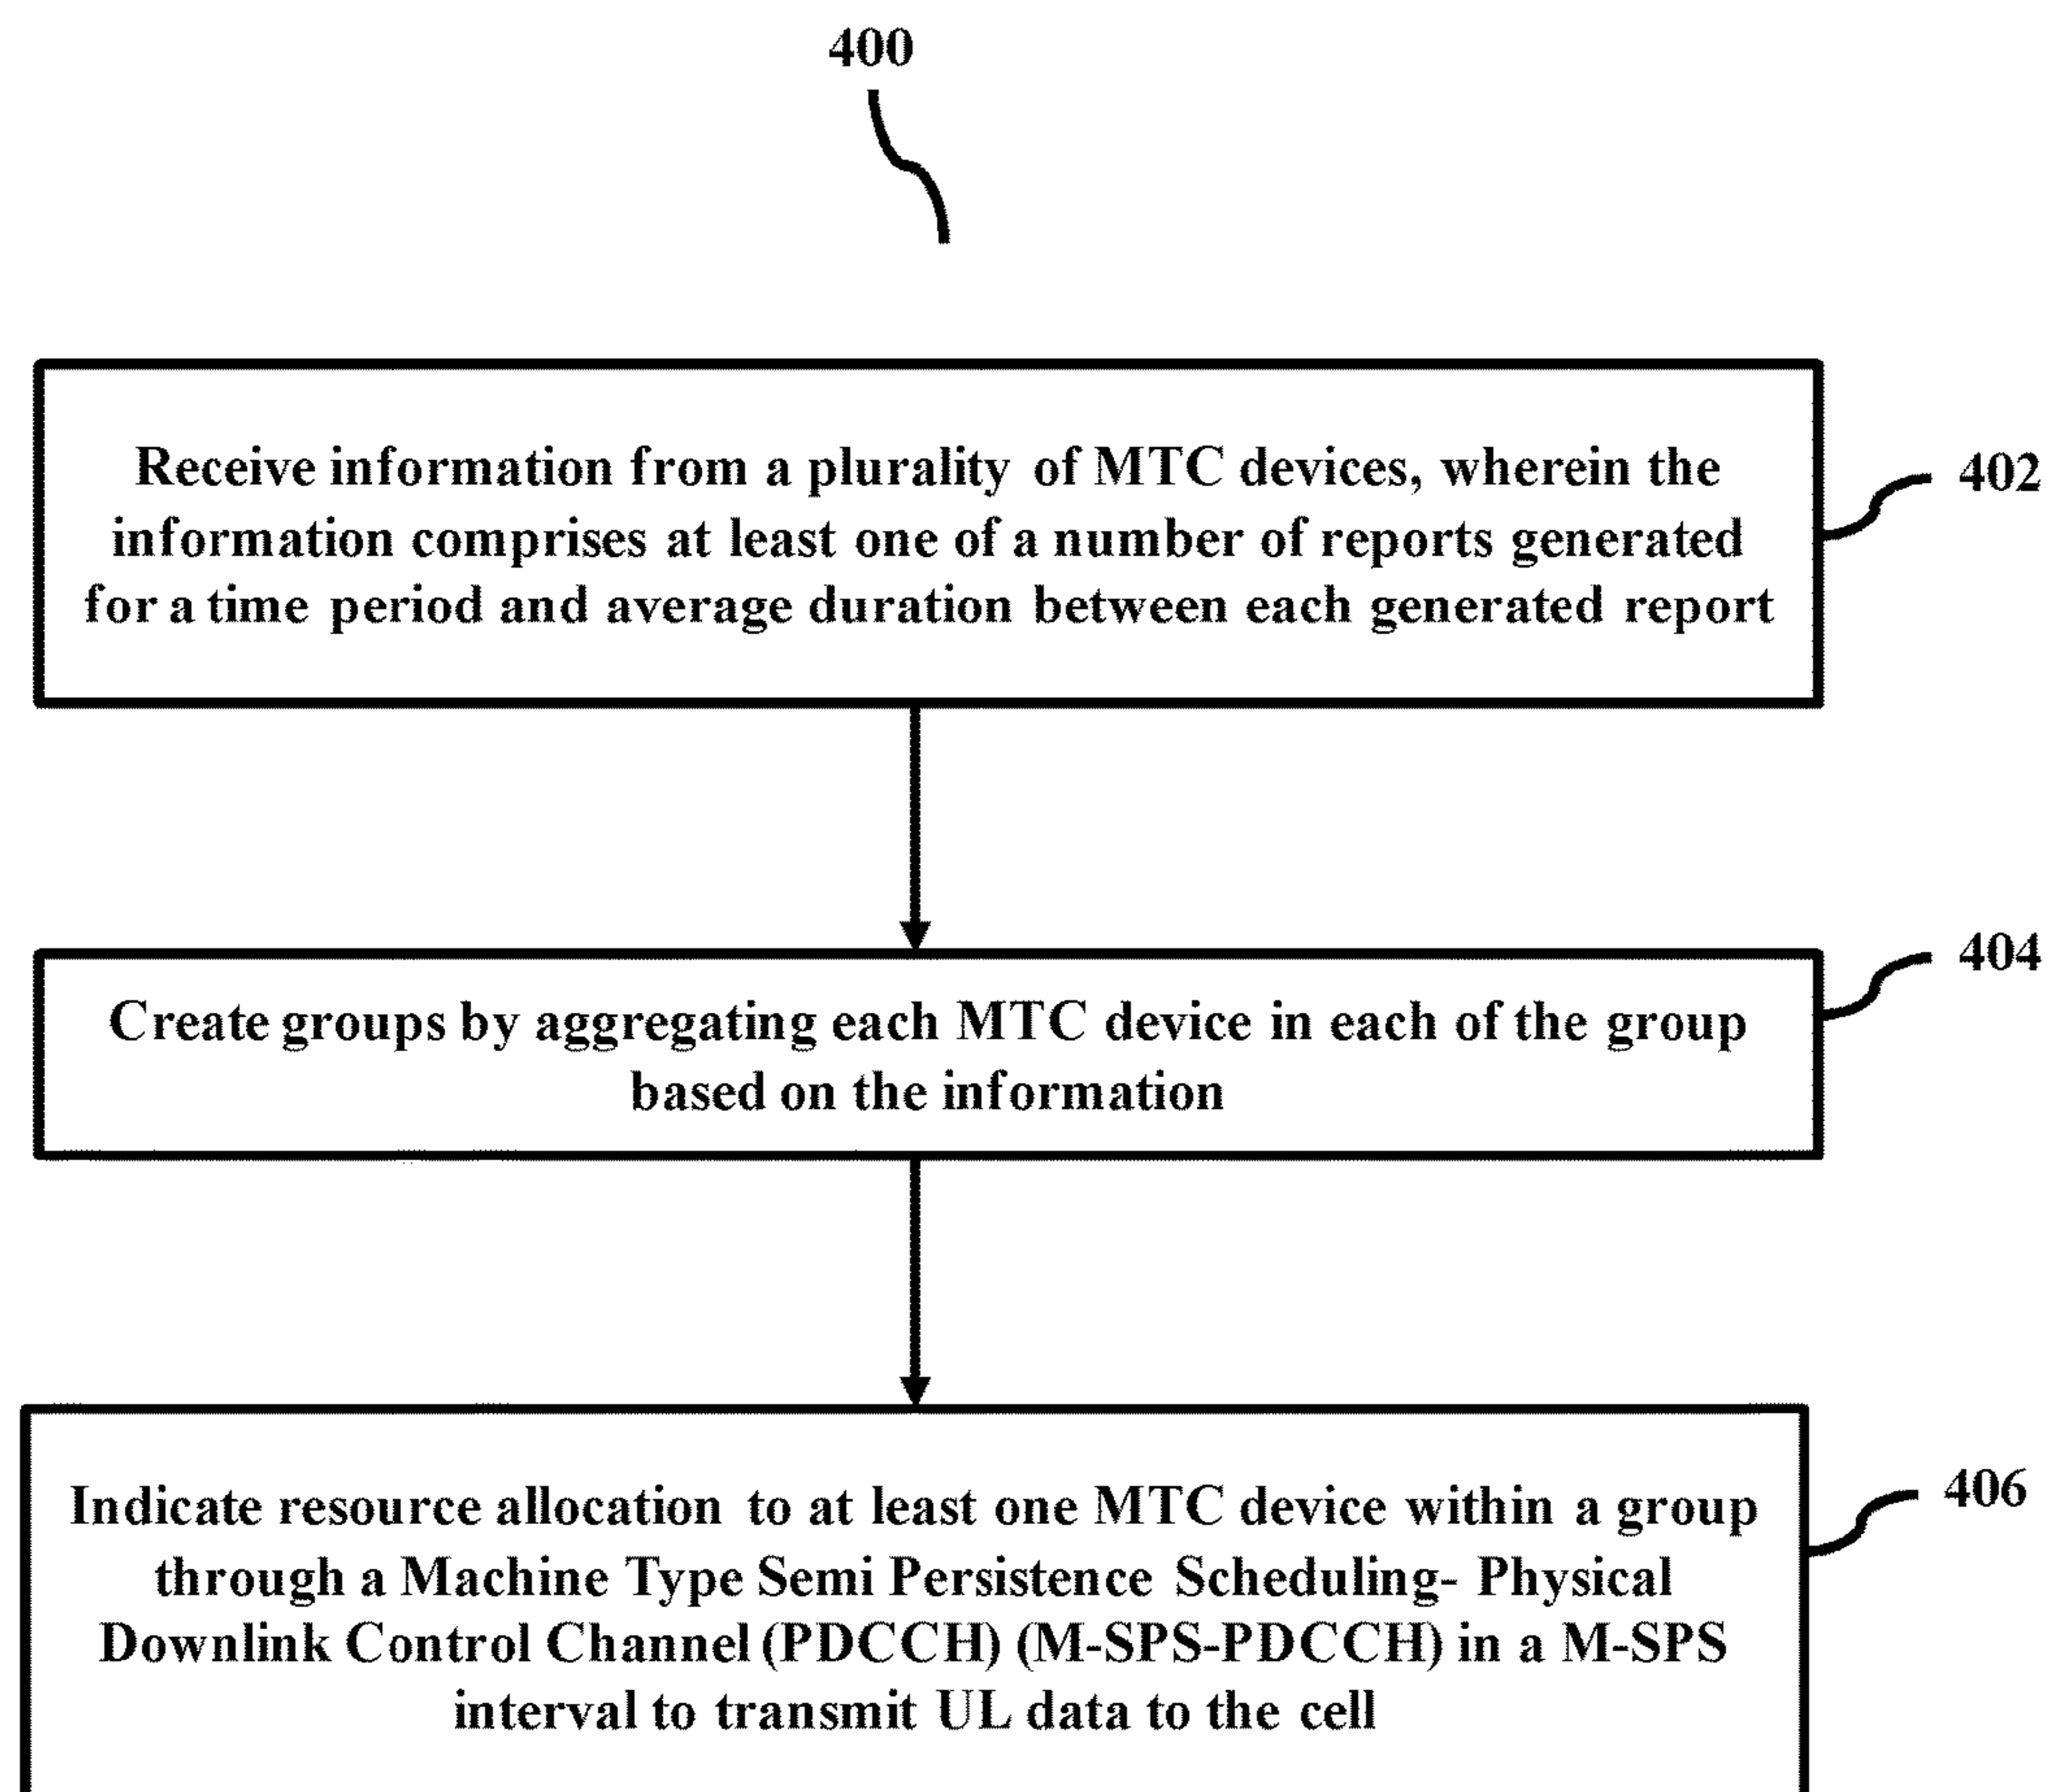 400
Receive information from a plurality of MTC devices, wherein the
information comprises at least one of a number of reports generated
for a time period and average duration between each generated report
402
Create groups by aggregating each MTC device in each of the group
based on the information
404
Indicate resource allocation to at least one MTC device within a group
through a Machine Type Semi Persistence Scheduling- Physical
Downlink Control Channel (PDCCH) (M-SPS-PDCCH) in a M-SPS
interval to transmit UL data to the cell
406